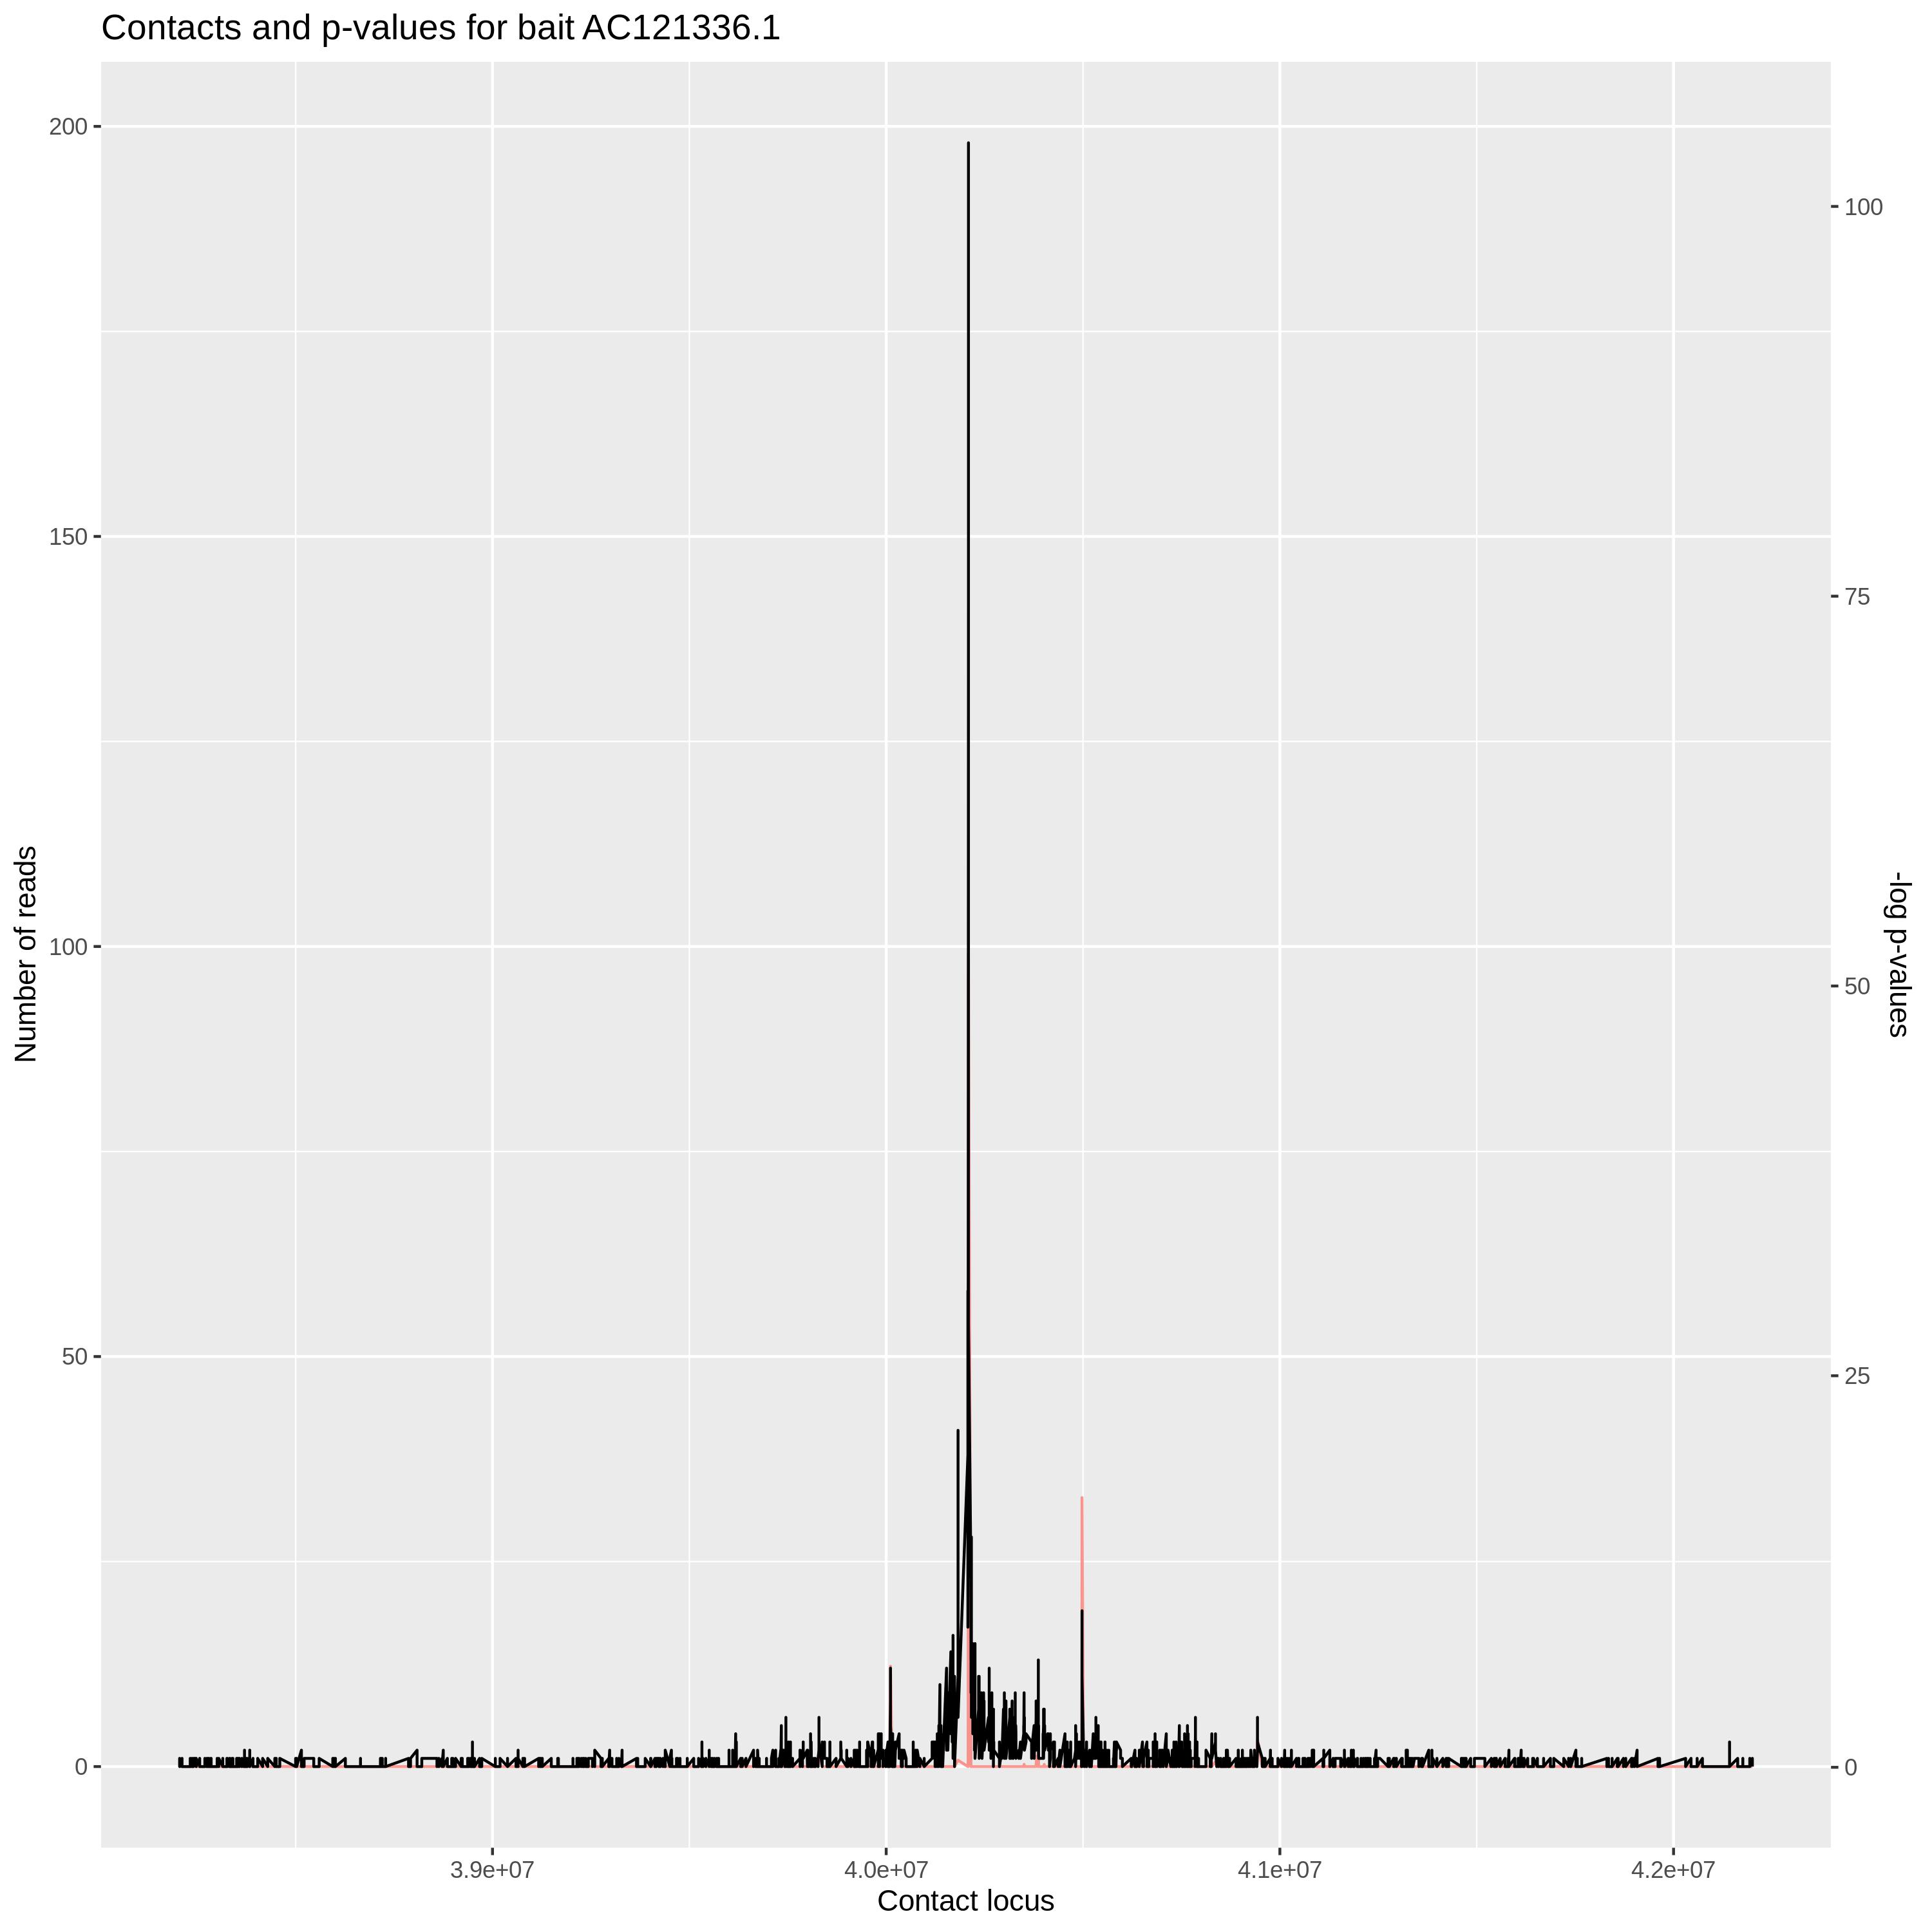 Contacts and p-values for bait AC121336.1
200
150
100
50
0
Number of reads
100
75
50
25
0
-log p-values
3.9e+07
4.0e+07
4.1e+07
4.2e+07
Contact locus